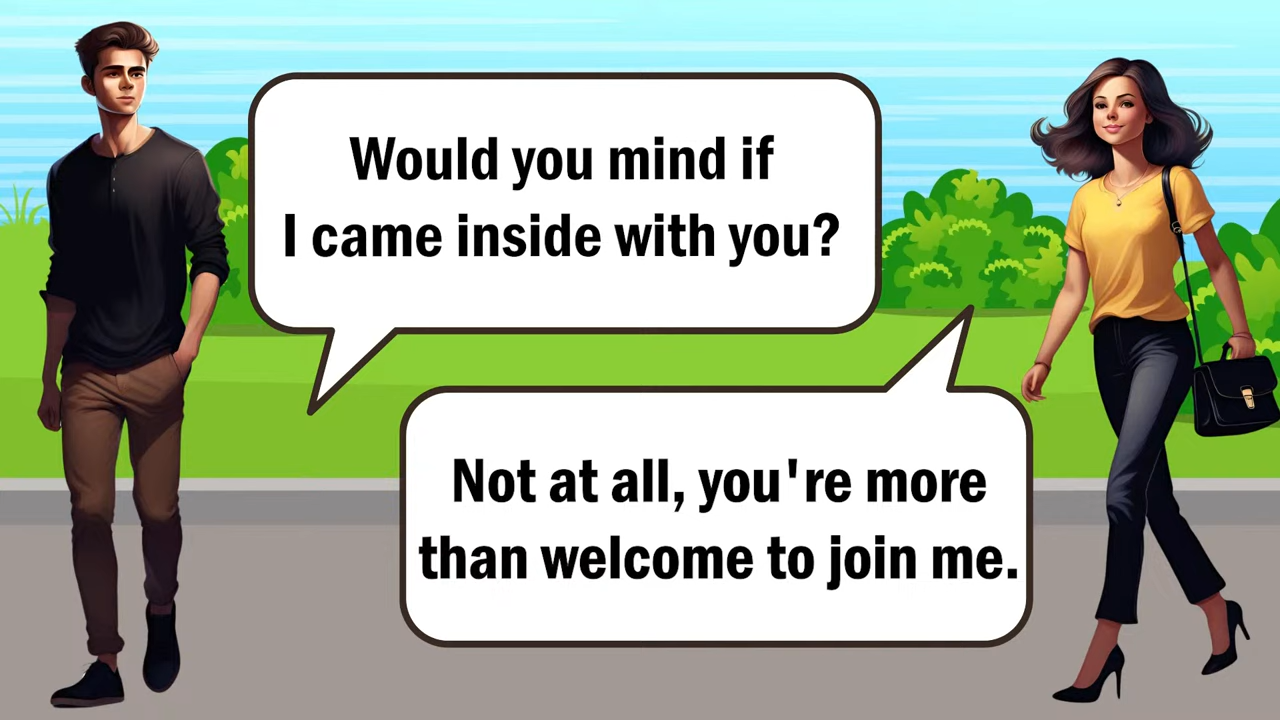 Would you mind if
I came inside with you?
Not at all, you're more
than welcome to join me.